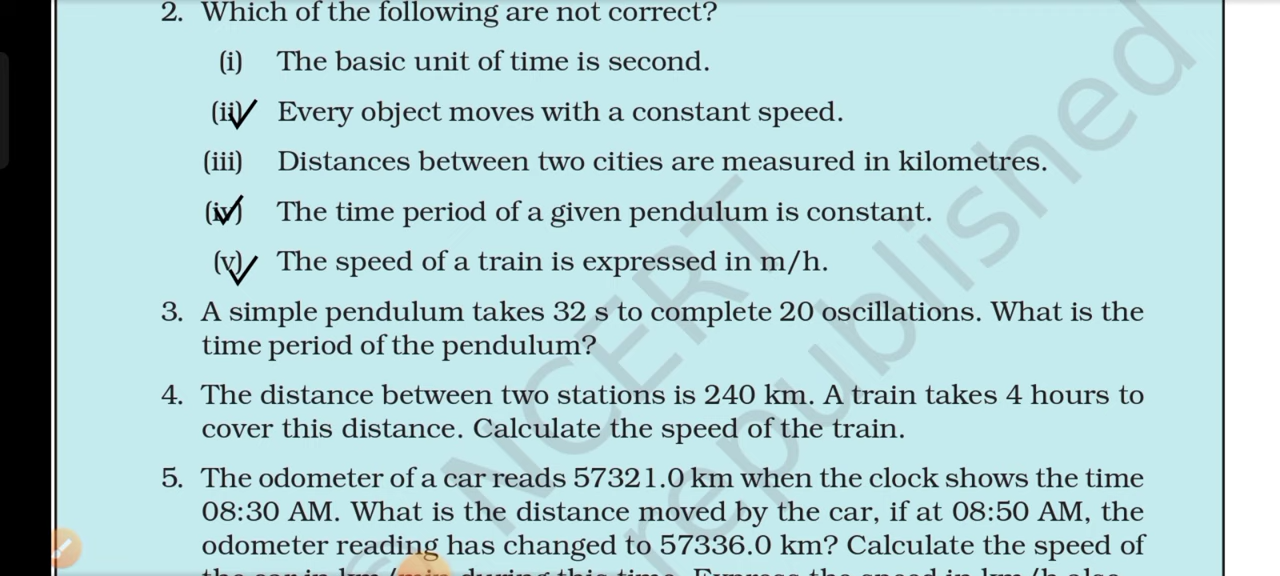 2. Which of the following are not correct?
(i) The basic unit of time is second.
(ii) Every object moves with a constant speed.
(iii) Distances between two cities are measured in kilometres.
(iv) The time period of a given pendulum is constant.
(v) The speed of a train is expressed in m/h.
3. A simple pendulum takes 32 s to complete 20 oscillations. What is the
time period of the pendulum?
4. The distance between two stations is 240 km. A train takes 4 hours to
cover this distance. Calculate the speed of the train.
5. The odometer of a car reads 57321.0 km when the clock shows the time
08:30 AM. What is the distance moved by the car, if at 08:50 AM, the
odometer reading has changed to 57336.0 km? Calculate the speed of
NCERT
republished